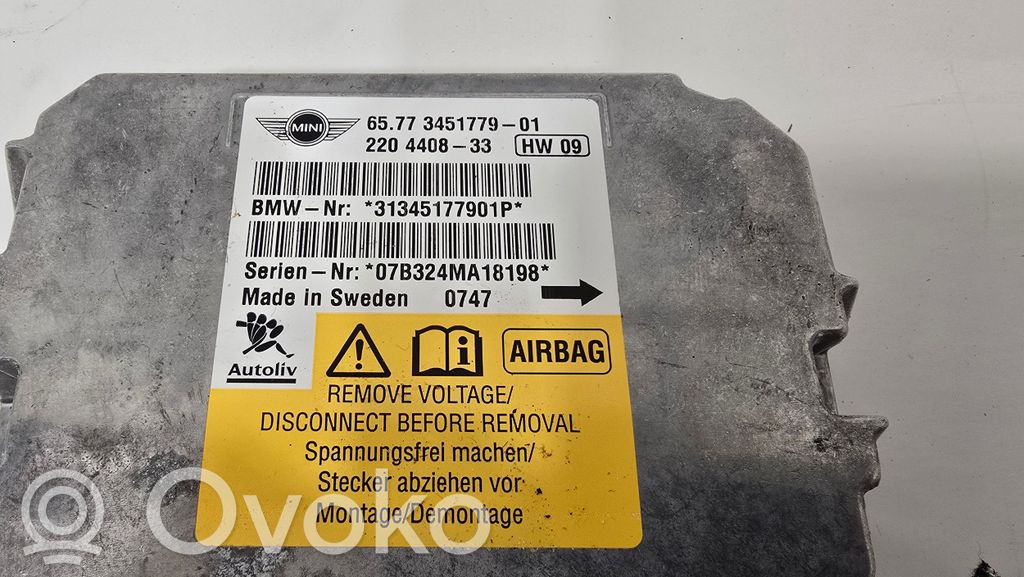 MINI
65.77 3451779-01
220 4408-33 HW 09
BMW-Nr: *31345177901P*
Serien-Nr: *07B324MA18198*
Made in Sweden 0747
Autoliv
AIRBAG
REMOVE VOLTAGE/
DISCONNECT BEFORE REMOVAL
Spannungsfrei machen/
Stecker abziehen vor
Montage/Demontage
Ovoko